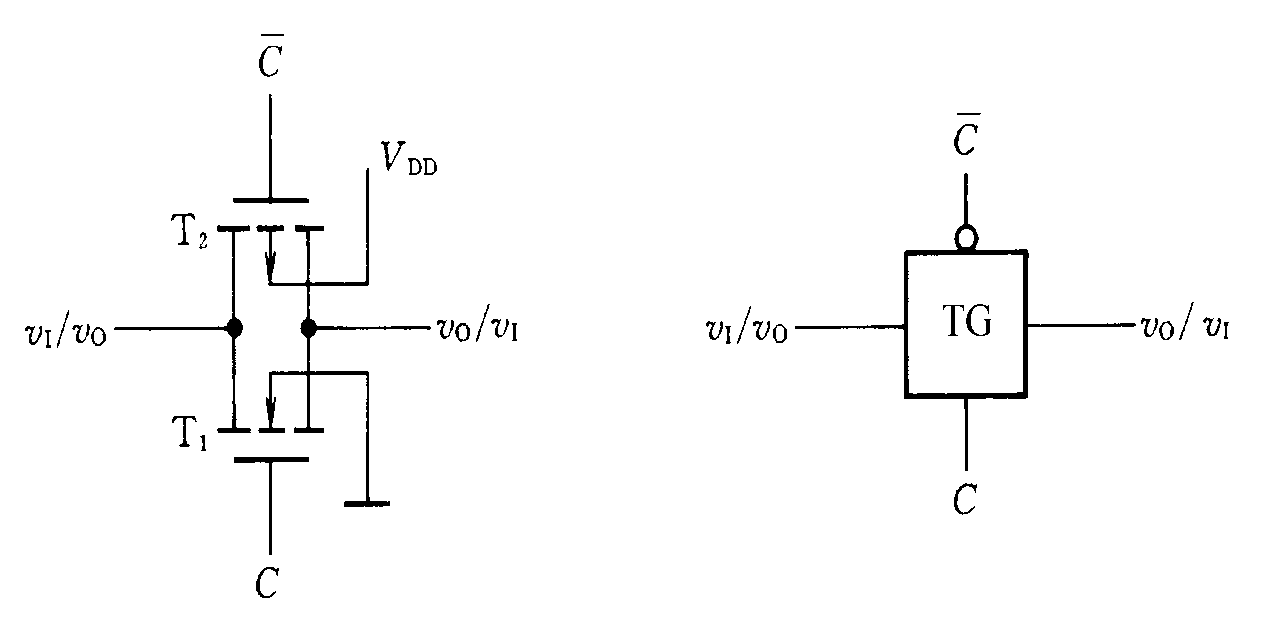 C̅
V_DD
T₂
v_I/v_O
v_O/v_I
T₁
C
C̅
v_I/v_O
TG
v_O/v_I
C